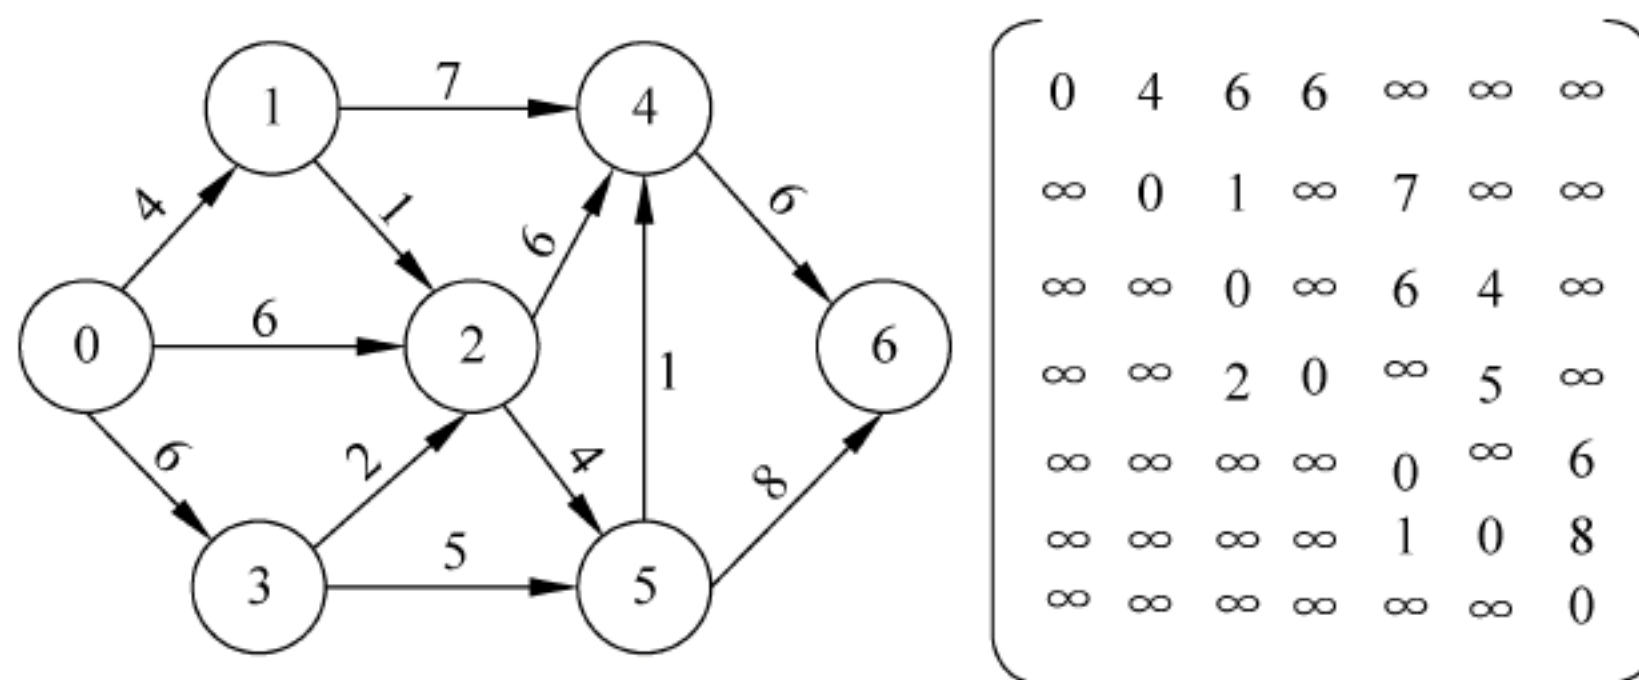 1 7 4
4 1 6 6
0 6 2 1 6
6 2 4 8
3 5 5
0 4 6 6 ∞ ∞ ∞
∞ 0 1 ∞ 7 ∞ ∞
∞ ∞ 0 ∞ 6 4 ∞
∞ ∞ 2 0 ∞ 5 ∞
∞ ∞ ∞ ∞ 0 ∞ 6
∞ ∞ ∞ ∞ 1 0 8
∞ ∞ ∞ ∞ ∞ ∞ 0